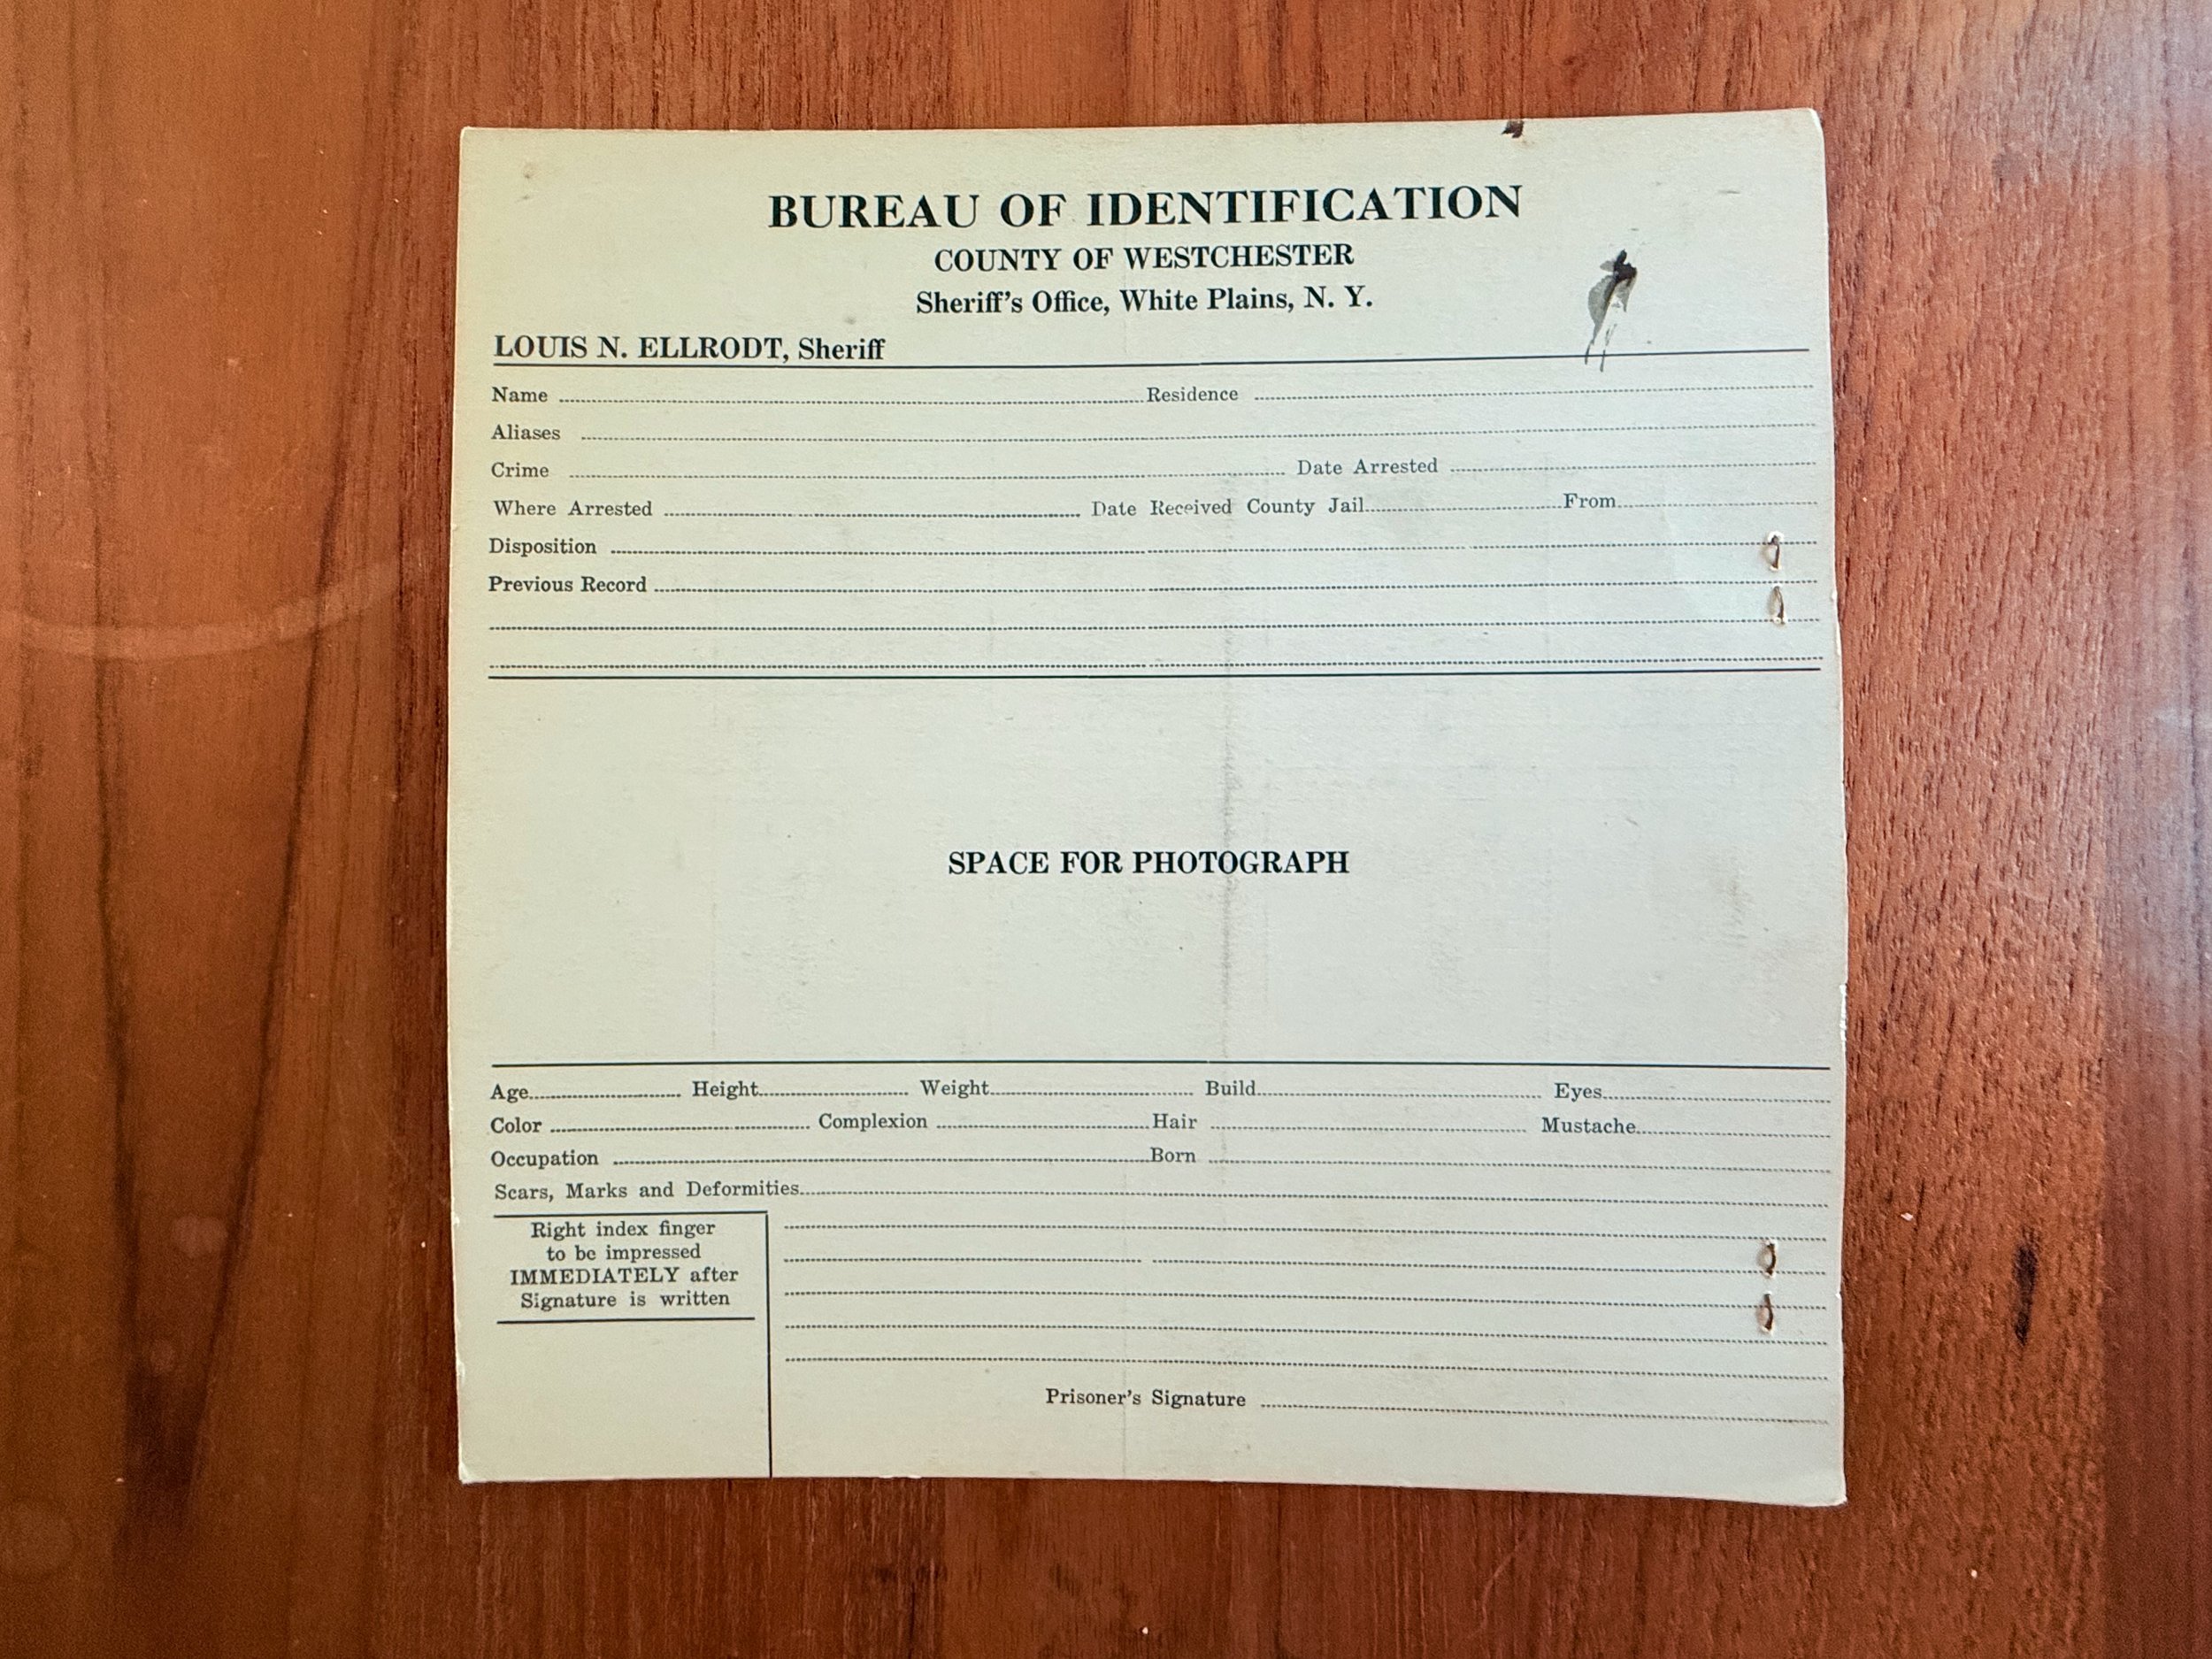 BUREAU OF IDENTIFICATION
COUNTY OF WESTCHESTER
Sheriff's Office, White Plains, N. Y.
LOUIS N. ELLRODT, Sheriff
Name Residence
Aliases
Crime Date Arrested
Where Arrested Date Received County Jail From
Disposition
Previous Record
SPACE FOR PHOTOGRAPH
Age Height Weight Build Eyes
Color Complexion Hair Mustache
Occupation Born
Scars, Marks and Deformities
Right index finger
to be impressed
IMMEDIATELY after
Signature is written
Prisoner's Signature